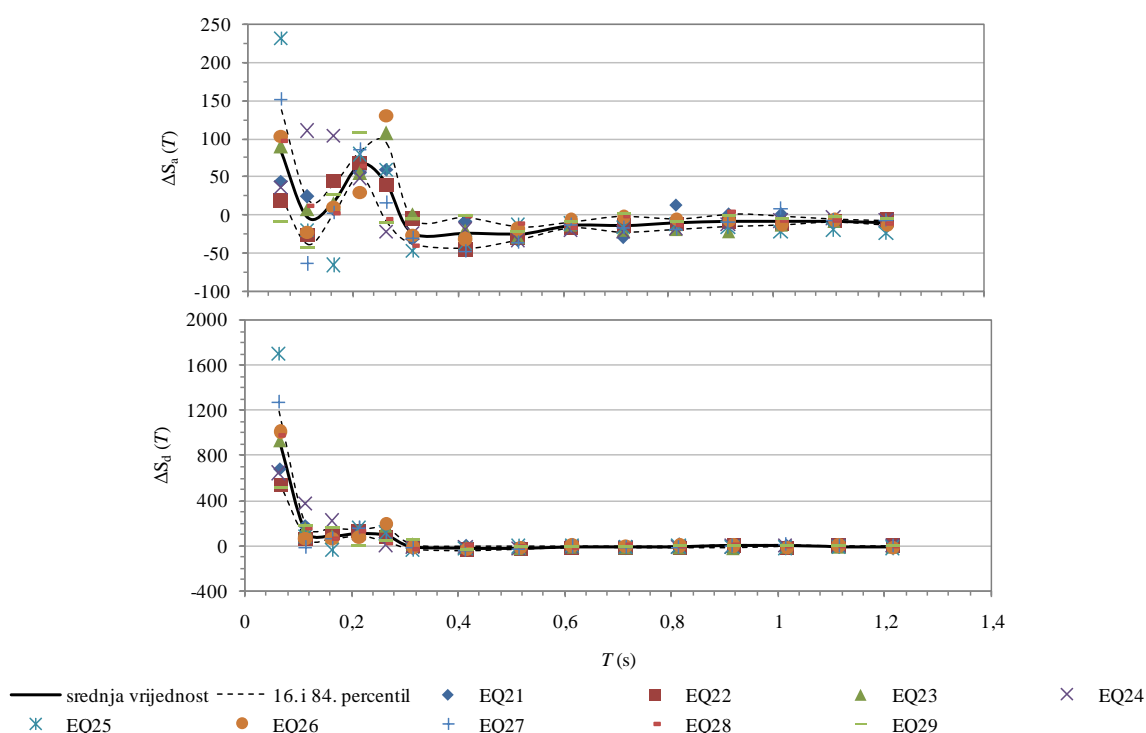 250
200
150
100
50
0
-50
-100
ΔSa (T)
2000
1600
1200
800
400
0
-400
ΔSd (T)
0 0,2 0,4 0,6 0,8 1 1,2 1,4
T (s)
srednja vrijednost 16. i 84. percentil EQ21 EQ22 EQ23 EQ24
EQ25 EQ26 EQ27 EQ28 EQ29